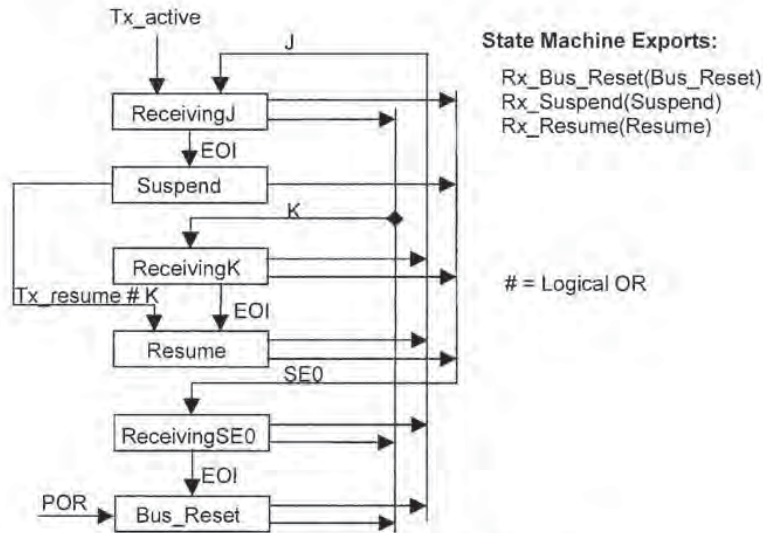 Tx_active
J
State Machine Exports:
Rx_Bus_Reset(Bus_Reset)
Rx_Suspend(Suspend)
Rx_Resume(Resume)
ReceivingJ
EOI
Suspend
K
ReceivingK
# = Logical OR
Tx_resume # K
EOI
Resume
SE0
ReceivingSE0
EOI
POR
Bus_Reset